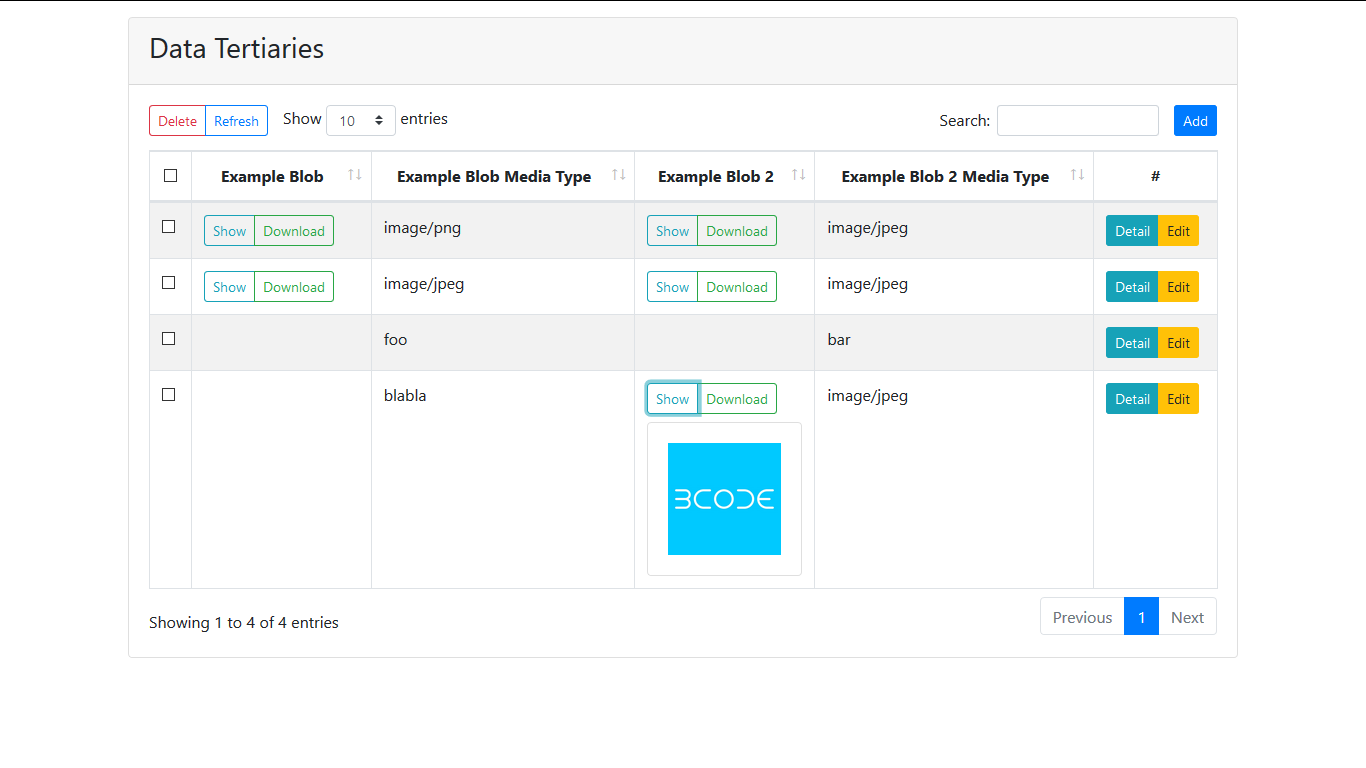 Data Tertiaries
Delete Refresh Show 10 entries Search: Add
Example Blob Example Blob Media Type Example Blob 2 Example Blob 2 Media Type #
Show Download image/png Show Download image/jpeg Detail Edit
Show Download image/jpeg Show Download image/jpeg Detail Edit
foo bar Detail Edit
blabla Show Download image/jpeg Detail Edit
BCODE
Showing 1 to 4 of 4 entries Previous 1 Next